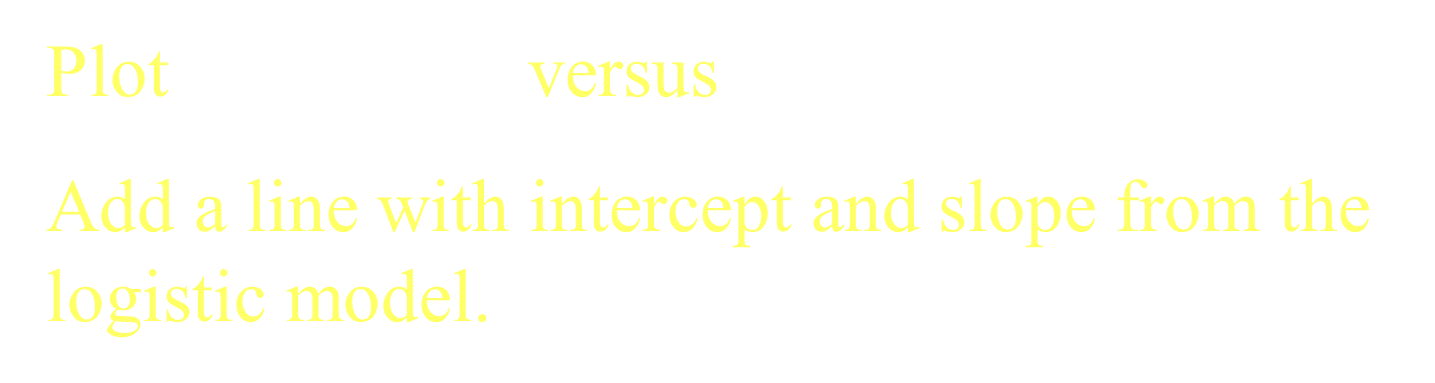 Plot versus
Add a line with intercept and slope from the
logistic model.